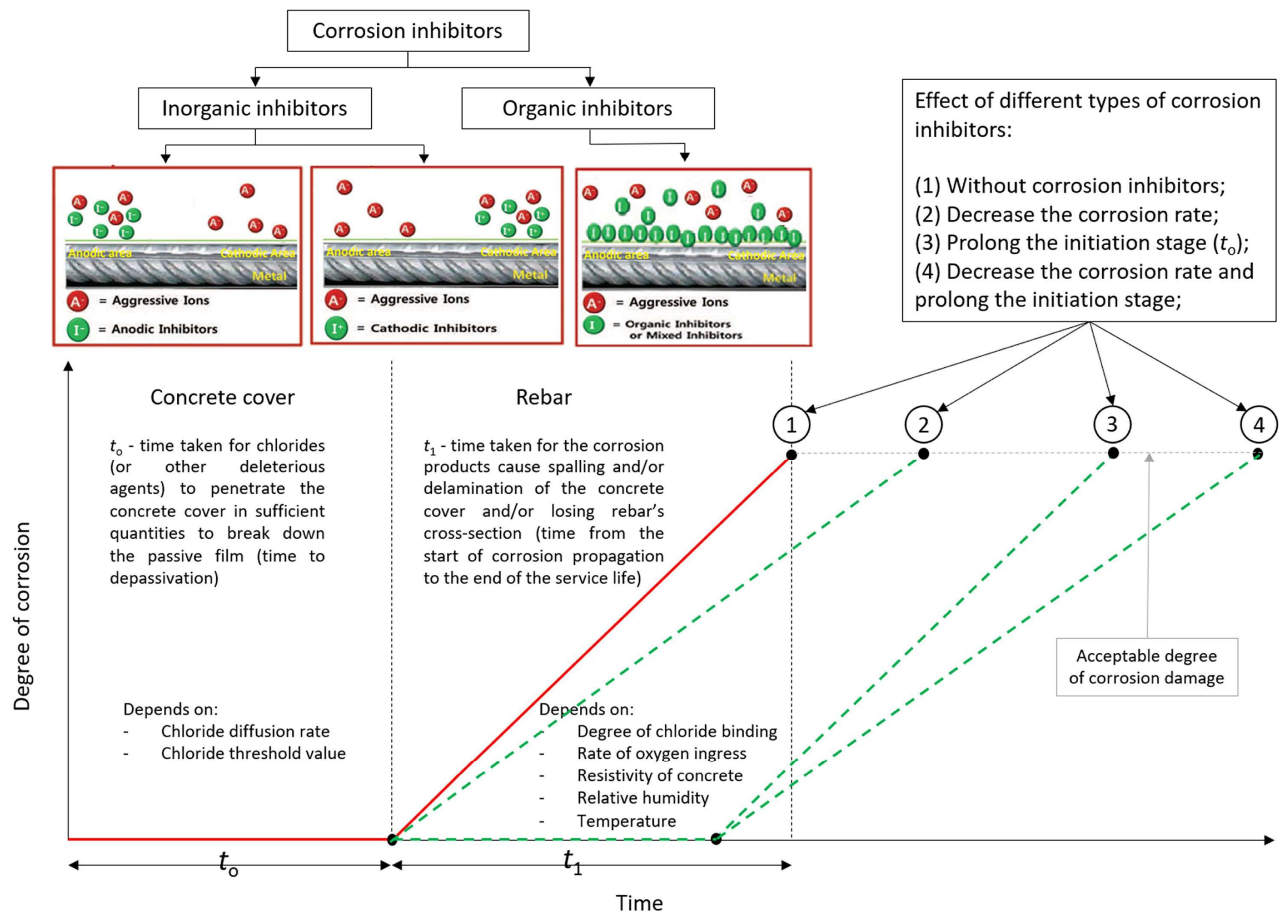 Corrosion inhibitors
Inorganic inhibitors
Organic inhibitors
A⁻
I⁻
Anodic area
Cathodic Area
Metal
A⁻ = Aggressive Ions
I⁻ = Anodic Inhibitors
A⁻
I⁺
Anodic area
Cathodic Area
Metal
A⁻ = Aggressive Ions
I⁺ = Cathodic Inhibitors
A⁻
I
Anodic area
Cathodic Area
Metal
A⁻ = Aggressive Ions
I = Organic Inhibitors
or Mixed Inhibitors
Effect of different types of corrosion
inhibitors:
(1) Without corrosion inhibitors;
(2) Decrease the corrosion rate;
(3) Prolong the initiation stage (to);
(4) Decrease the corrosion rate and
prolong the initiation stage;
Concrete cover
to - time taken for chlorides
(or other deleterious
agents) to penetrate the
concrete cover in sufficient
quantities to break down
the passive film (time to
depassivation)
Depends on:
- Chloride diffusion rate
- Chloride threshold value
Rebar
t1 - time taken for the corrosion
products cause spalling and/or
delamination of the concrete
cover and/or losing rebar's
cross-section (time from the
start of corrosion propagation
to the end of the service life)
Depends on:
- Degree of chloride binding
- Rate of oxygen ingress
- Resistivity of concrete
- Relative humidity
- Temperature
1
2
3
4
Acceptable degree
of corrosion damage
Degree of corrosion
to
t1
Time